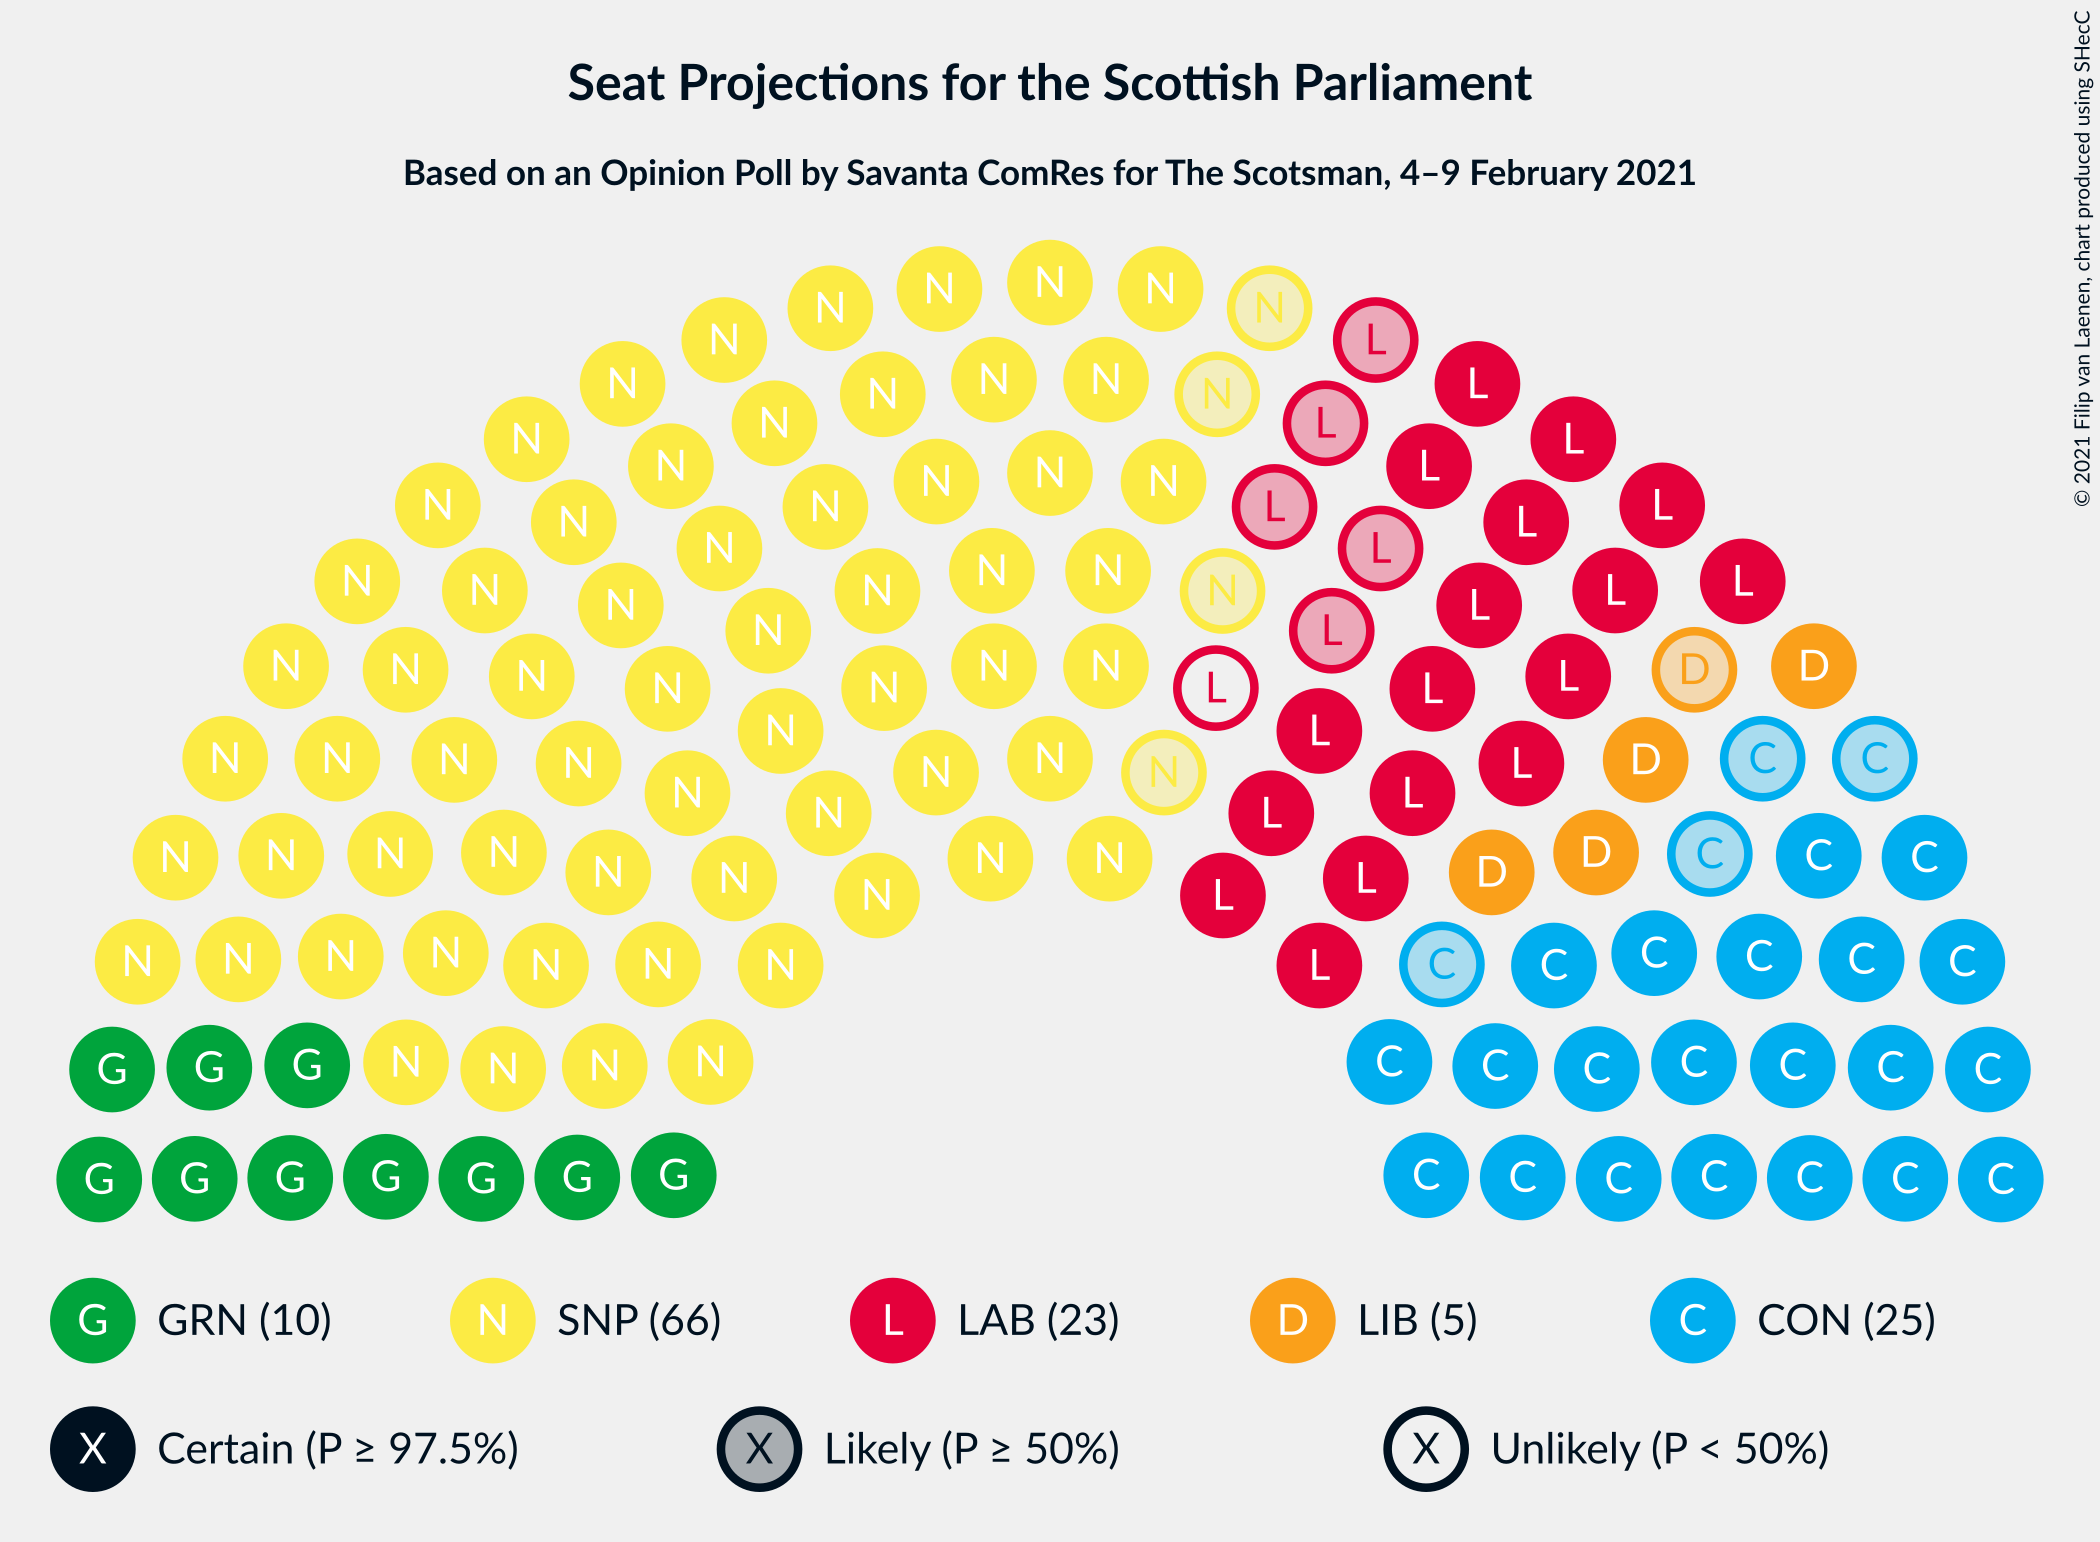 Seat Projections for the Scottish Parliament
Based on an Opinion Poll by Savanta ComRes for The Scotsman, 4–9 February 2021
© 2021 Filip van Laenen, chart produced using SHecC
N N N N N N N L L
N N N N N N L L L
N N N N N N L L L
N N N N N N N L L L
N N N N N N N L L L
N N N N N N N L L D D
N N N N N N N N L L D C C
N N N N N N N N N L L D D C C C
N N N N N N N L C C C C C C
G G G N N N N C C C C C C C
G G G G G G G C C C C C C C
G GRN (10) N SNP (66) L LAB (23) D LIB (5) C CON (25)
X Certain (P ≥ 97.5%) X Likely (P ≥ 50%) X Unlikely (P < 50%)